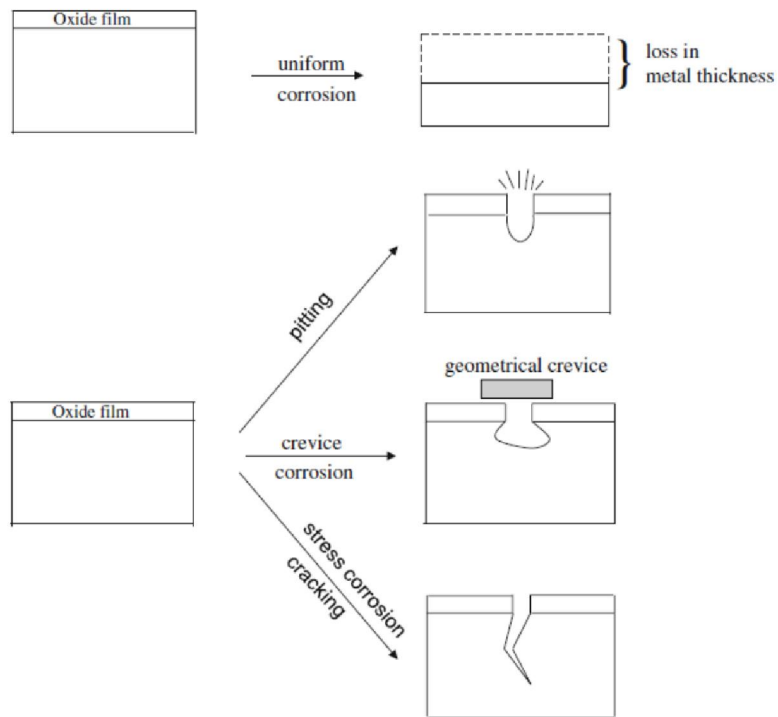 Oxide film
uniform
corrosion
loss in
metal thickness
pitting
geometrical crevice
Oxide film
crevice
corrosion
stress corrosion
cracking